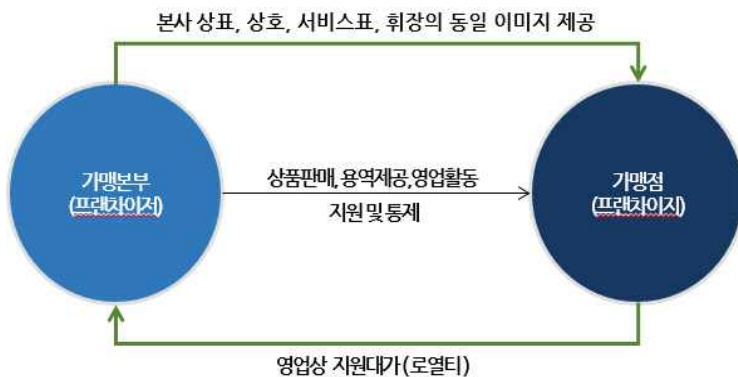 본사 상표, 상호, 서비스표, 휘장의 동일 이미지 제공
가맹본부
(프랜차이저)
상품판매, 용역제공,영업활동
지원 및 통제
가맹점
(프랜차이지)
영업상 지원대가 (로열티)